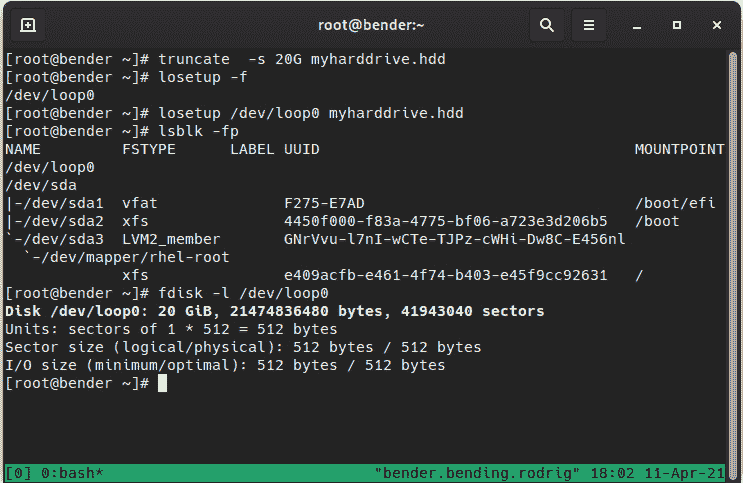 root@bender:~
[root@bender ~]# truncate  -s 20G myharddrive.hdd
[root@bender ~]# losetup -f
/dev/loop0
[root@bender ~]# losetup /dev/loop0 myharddrive.hdd
[root@bender ~]# lsblk -fp
NAME         FSTYPE      LABEL UUID                                   MOUNTPOINT
/dev/loop0
/dev/sda
|-/dev/sda1  vfat              F275-E7AD                              /boot/efi
|-/dev/sda2  xfs               4450f000-f83a-4775-bf06-a723e3d206b5   /boot
`-/dev/sda3  LVM2_member       GNrVvu-l7nI-wCTe-TJPz-cWHi-Dw8C-E456nl
  `-/dev/mapper/rhel-root
             xfs               e409acfb-e461-4f74-b403-e45f9cc92631   /
[root@bender ~]# fdisk -l /dev/loop0
Disk /dev/loop0: 20 GiB, 21474836480 bytes, 41943040 sectors
Units: sectors of 1 * 512 = 512 bytes
Sector size (logical/physical): 512 bytes / 512 bytes
I/O size (minimum/optimal): 512 bytes / 512 bytes
[root@bender ~]#
[0] 0:bash*                              "bender.bending.rodrig" 18:02 11-Apr-21